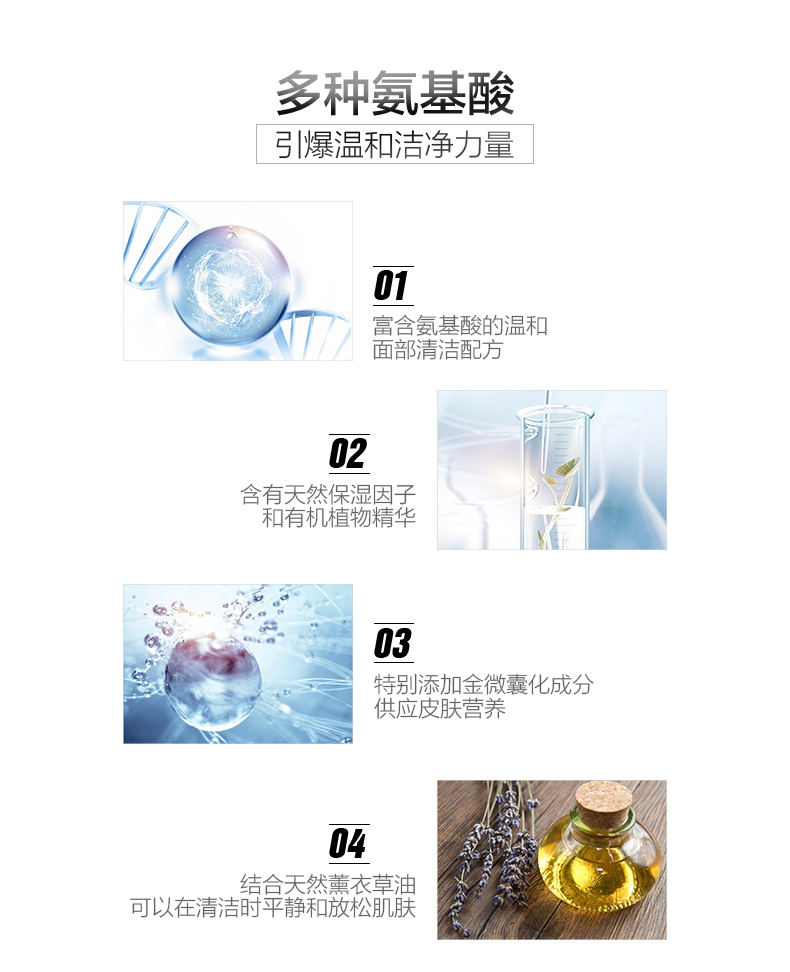 多种氨基酸
引爆温和洁净力量
01
富含氨基酸的温和
面部清洁配方
02
含有天然保湿因子
和有机植物精华
03
特别添加金微囊化成分
供应皮肤营养
04
结合天然薰衣草油
可以在清洁时平静和放松肌肤